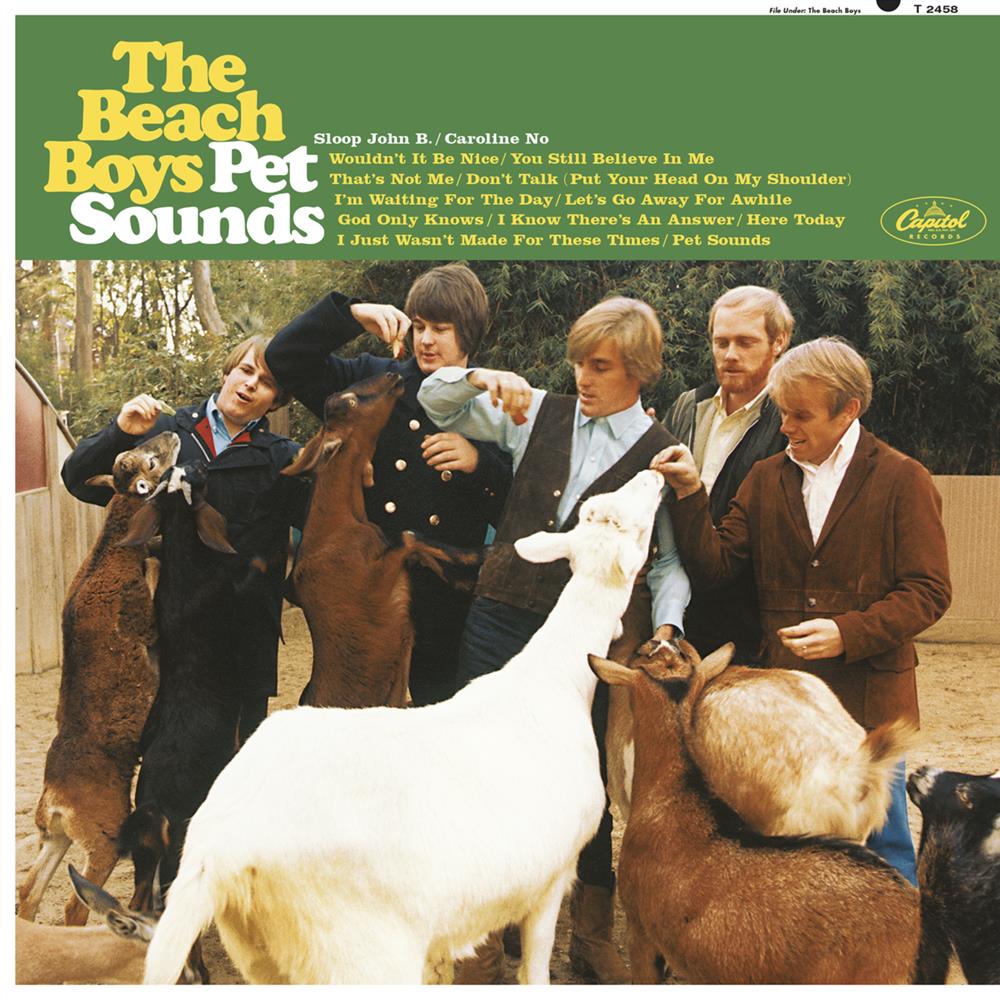 File Under: The Beach Boys
T 2458
The
Beach
Boys Pet
Sounds
Sloop John B. / Caroline No
Wouldn't It Be Nice / You Still Believe In Me
That's Not Me / Don't Talk (Put Your Head On My Shoulder)
I'm Waiting For The Day / Let's Go Away For Awhile
God Only Knows / I Know There's An Answer / Here Today
I Just Wasn't Made For These Times / Pet Sounds
Capitol
RECORDS